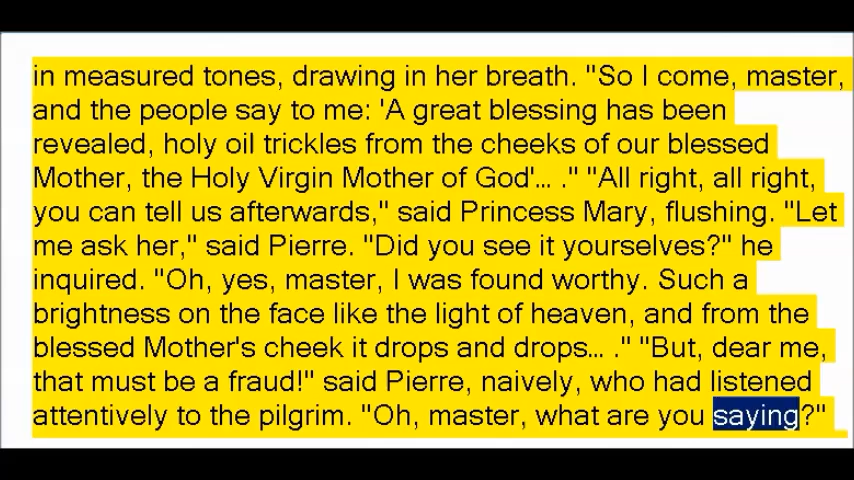 in measured tones, drawing in her breath. "So I come, master,
and the people say to me: 'A great blessing has been
revealed, holy oil trickles from the cheeks of our blessed
Mother, the Holy Virgin Mother of God'... ." "All right, all right,
you can tell us afterwards," said Princess Mary, flushing. "Let
me ask her," said Pierre. "Did you see it yourselves?" he
inquired. "Oh, yes, master, I was found worthy. Such a
brightness on the face like the light of heaven, and from the
blessed Mother's cheek it drops and drops... ." "But, dear me,
that must be a fraud!" said Pierre, naively, who had listened
attentively to the pilgrim. "Oh, master, what are you saying?"